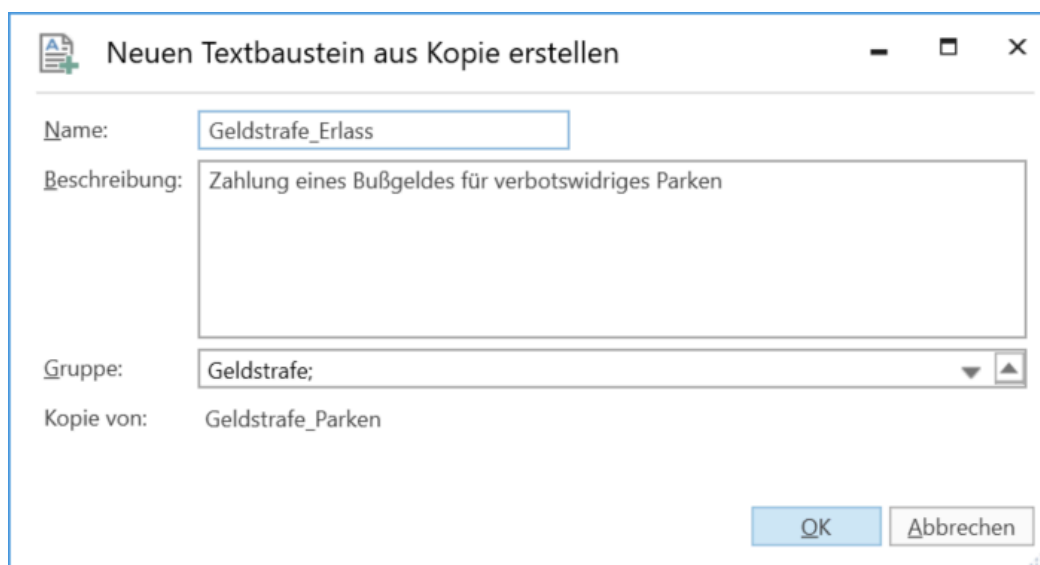 Neuen Textbaustein aus Kopie erstellen
Name: Geldstrafe_Erlass
Beschreibung: Zahlung eines Bußgeldes für verbotswidriges Parken
Gruppe: Geldstrafe;
Kopie von: Geldstrafe_Parken
OK Abbrechen